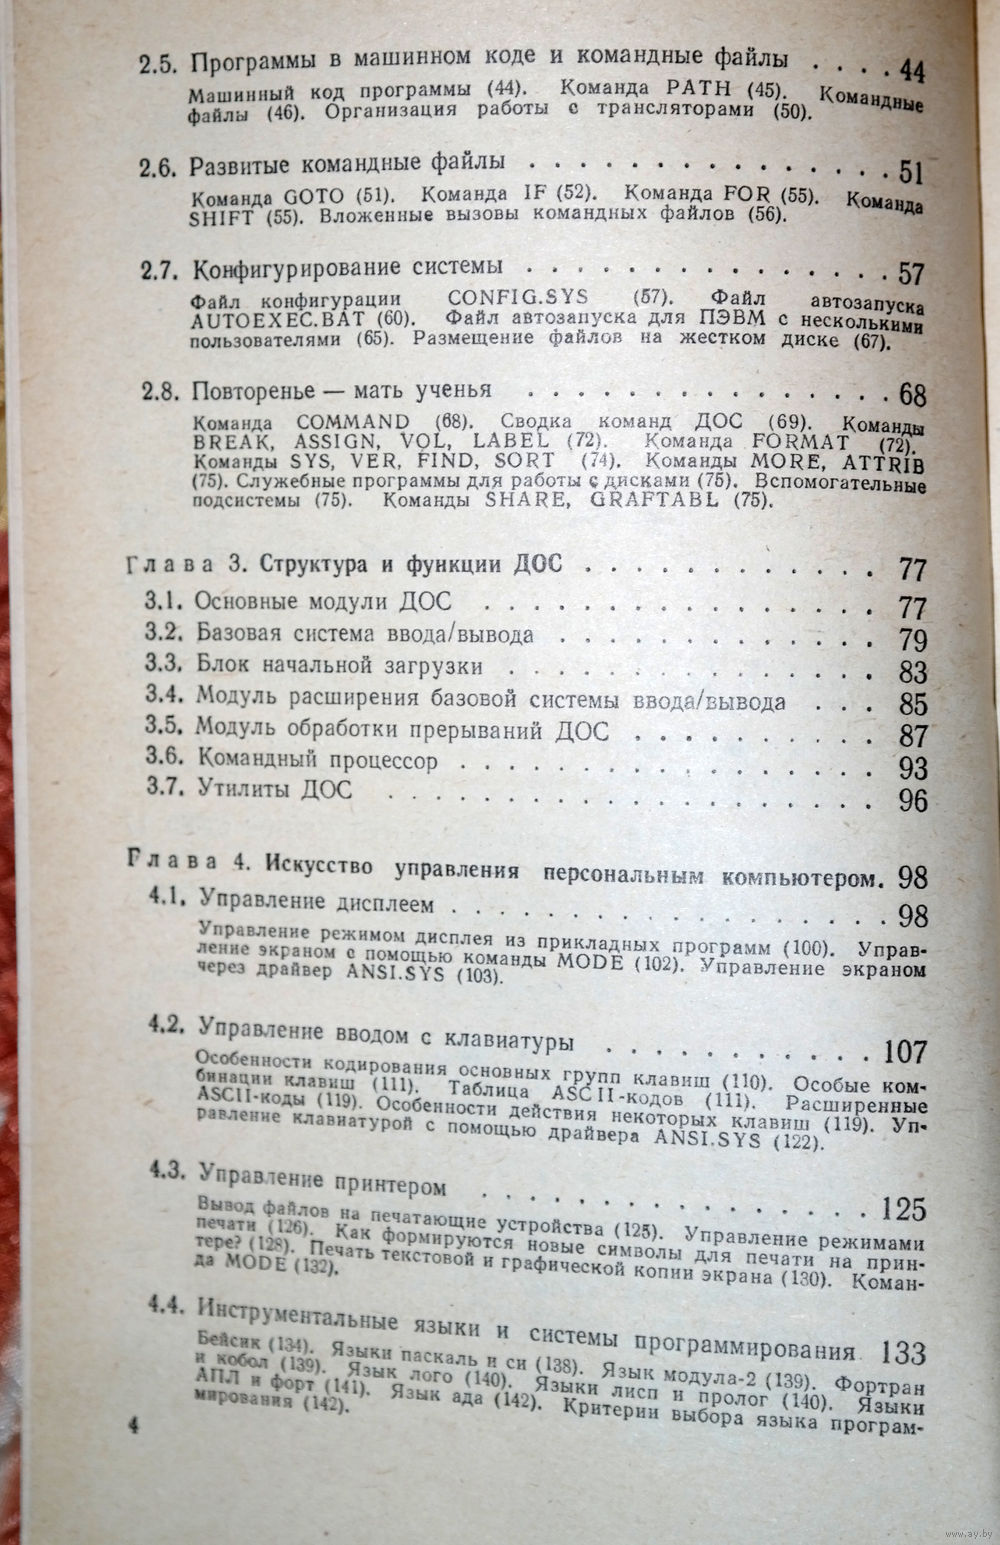 2.5. Программы в машинном коде и командные файлы . . . . 44
Машинный код программы (44). Команда PATH (45). Командные
файлы (46). Организация работы с трансляторами (50).
2.6. Развитые командные файлы . . . . . . . . . . . . . . . 51
Команда GOTO (51). Команда IF (52). Команда FOR (55). Команда
SHIFT (55). Вложенные вызовы командных файлов (56).
2.7. Конфигурирование системы . . . . . . . . . . . . . . . 57
Файл конфигурации CONFIG.SYS (57). Файл автозапуска
AUTOEXEC.BAT (60). Файл автозапуска для ПЭВМ с несколькими
пользователями (65). Размещение файлов на жестком диске (67).
2.8. Повторенье — мать ученья . . . . . . . . . . . . . . . 68
Команда COMMAND (68). Сводка команд ДОС (69). Команды
BREAK, ASSIGN, VOL, LABEL (72). Команда FORMAT (72).
Команды SYS, VER, FIND, SORT (74). Команды MORE, ATTRIB
(75). Служебные программы для работы с дисками (75). Вспомогательные
подсистемы (75). Команды SHARE, GRAFTABL (75).
Глава 3. Структура и функции ДОС . . . . . . . . . . . . 77
3.1. Основные модули ДОС . . . . . . . . . . . . . . . . 77
3.2. Базовая система ввода/вывода . . . . . . . . . . . . . 79
3.3. Блок начальной загрузки . . . . . . . . . . . . . . . 83
3.4. Модуль расширения базовой системы ввода/вывода . . . 85
3.5. Модуль обработки прерываний ДОС . . . . . . . . . . 87
3.6. Командный процессор . . . . . . . . . . . . . . . . . 93
3.7. Утилиты ДОС . . . . . . . . . . . . . . . . . . . . 96
Глава 4. Искусство управления персональным компьютером. 98
4.1. Управление дисплеем . . . . . . . . . . . . . . . . . . 98
Управление режимом дисплея из прикладных программ (100). Управ-
ление экраном с помощью команды MODE (102). Управление экраном
через драйвер ANSI.SYS (103).
4.2. Управление вводом с клавиатуры . . . . . . . . . . . 107
Особенности кодирования основных групп клавиш (110). Особые ком-
бинации клавиш (111). Таблица ASCII-кодов (111). Расширенные
ASCII-коды (119). Особенности действия некоторых клавиш (119). Уп-
равление клавиатурой с помощью драйвера ANSI.SYS (122).
4.3. Управление принтером . . . . . . . . . . . . . . . . 125
Вывод файлов на печатающие устройства (125). Управление режимами
печати (126). Как формируются новые символы для печати на прин-
тере? (128). Печать текстовой и графической копии экрана (130). Коман-
да MODE (132).
4.4. Инструментальные языки и системы программирования 133
Бейсик (134). Языки паскаль и си (138). Язык модула-2 (139). Фортран
и кобол (139). Язык лого (140). Языки лисп и пролог (140). Языки
АПЛ и форт (141). Язык ада (142). Критерии выбора языка програм-
мирования (142).
4
www.ay.by